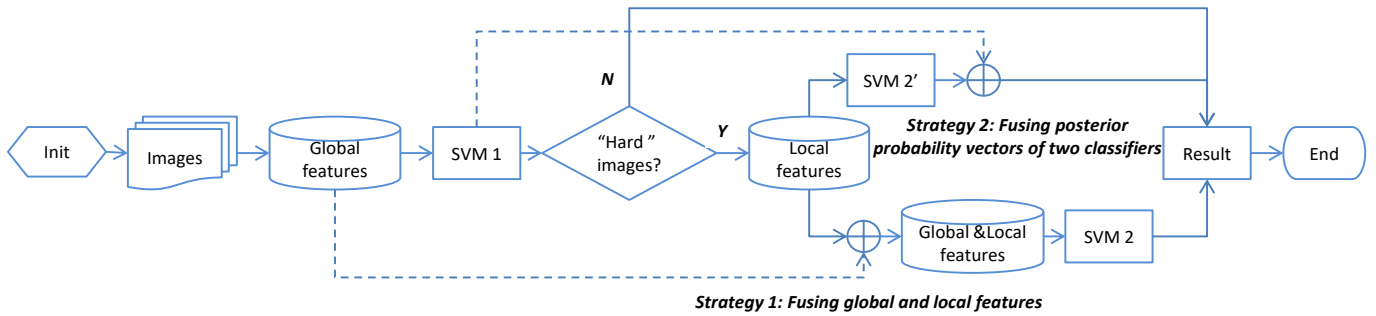 Init
Images
Global
features
SVM 1
N
“Hard ”
images?
Y
Local
features
SVM 2’
Strategy 2: Fusing posterior
probability vectors of two classifiers
Result
End
Global &Local
features
SVM 2
Strategy 1: Fusing global and local features